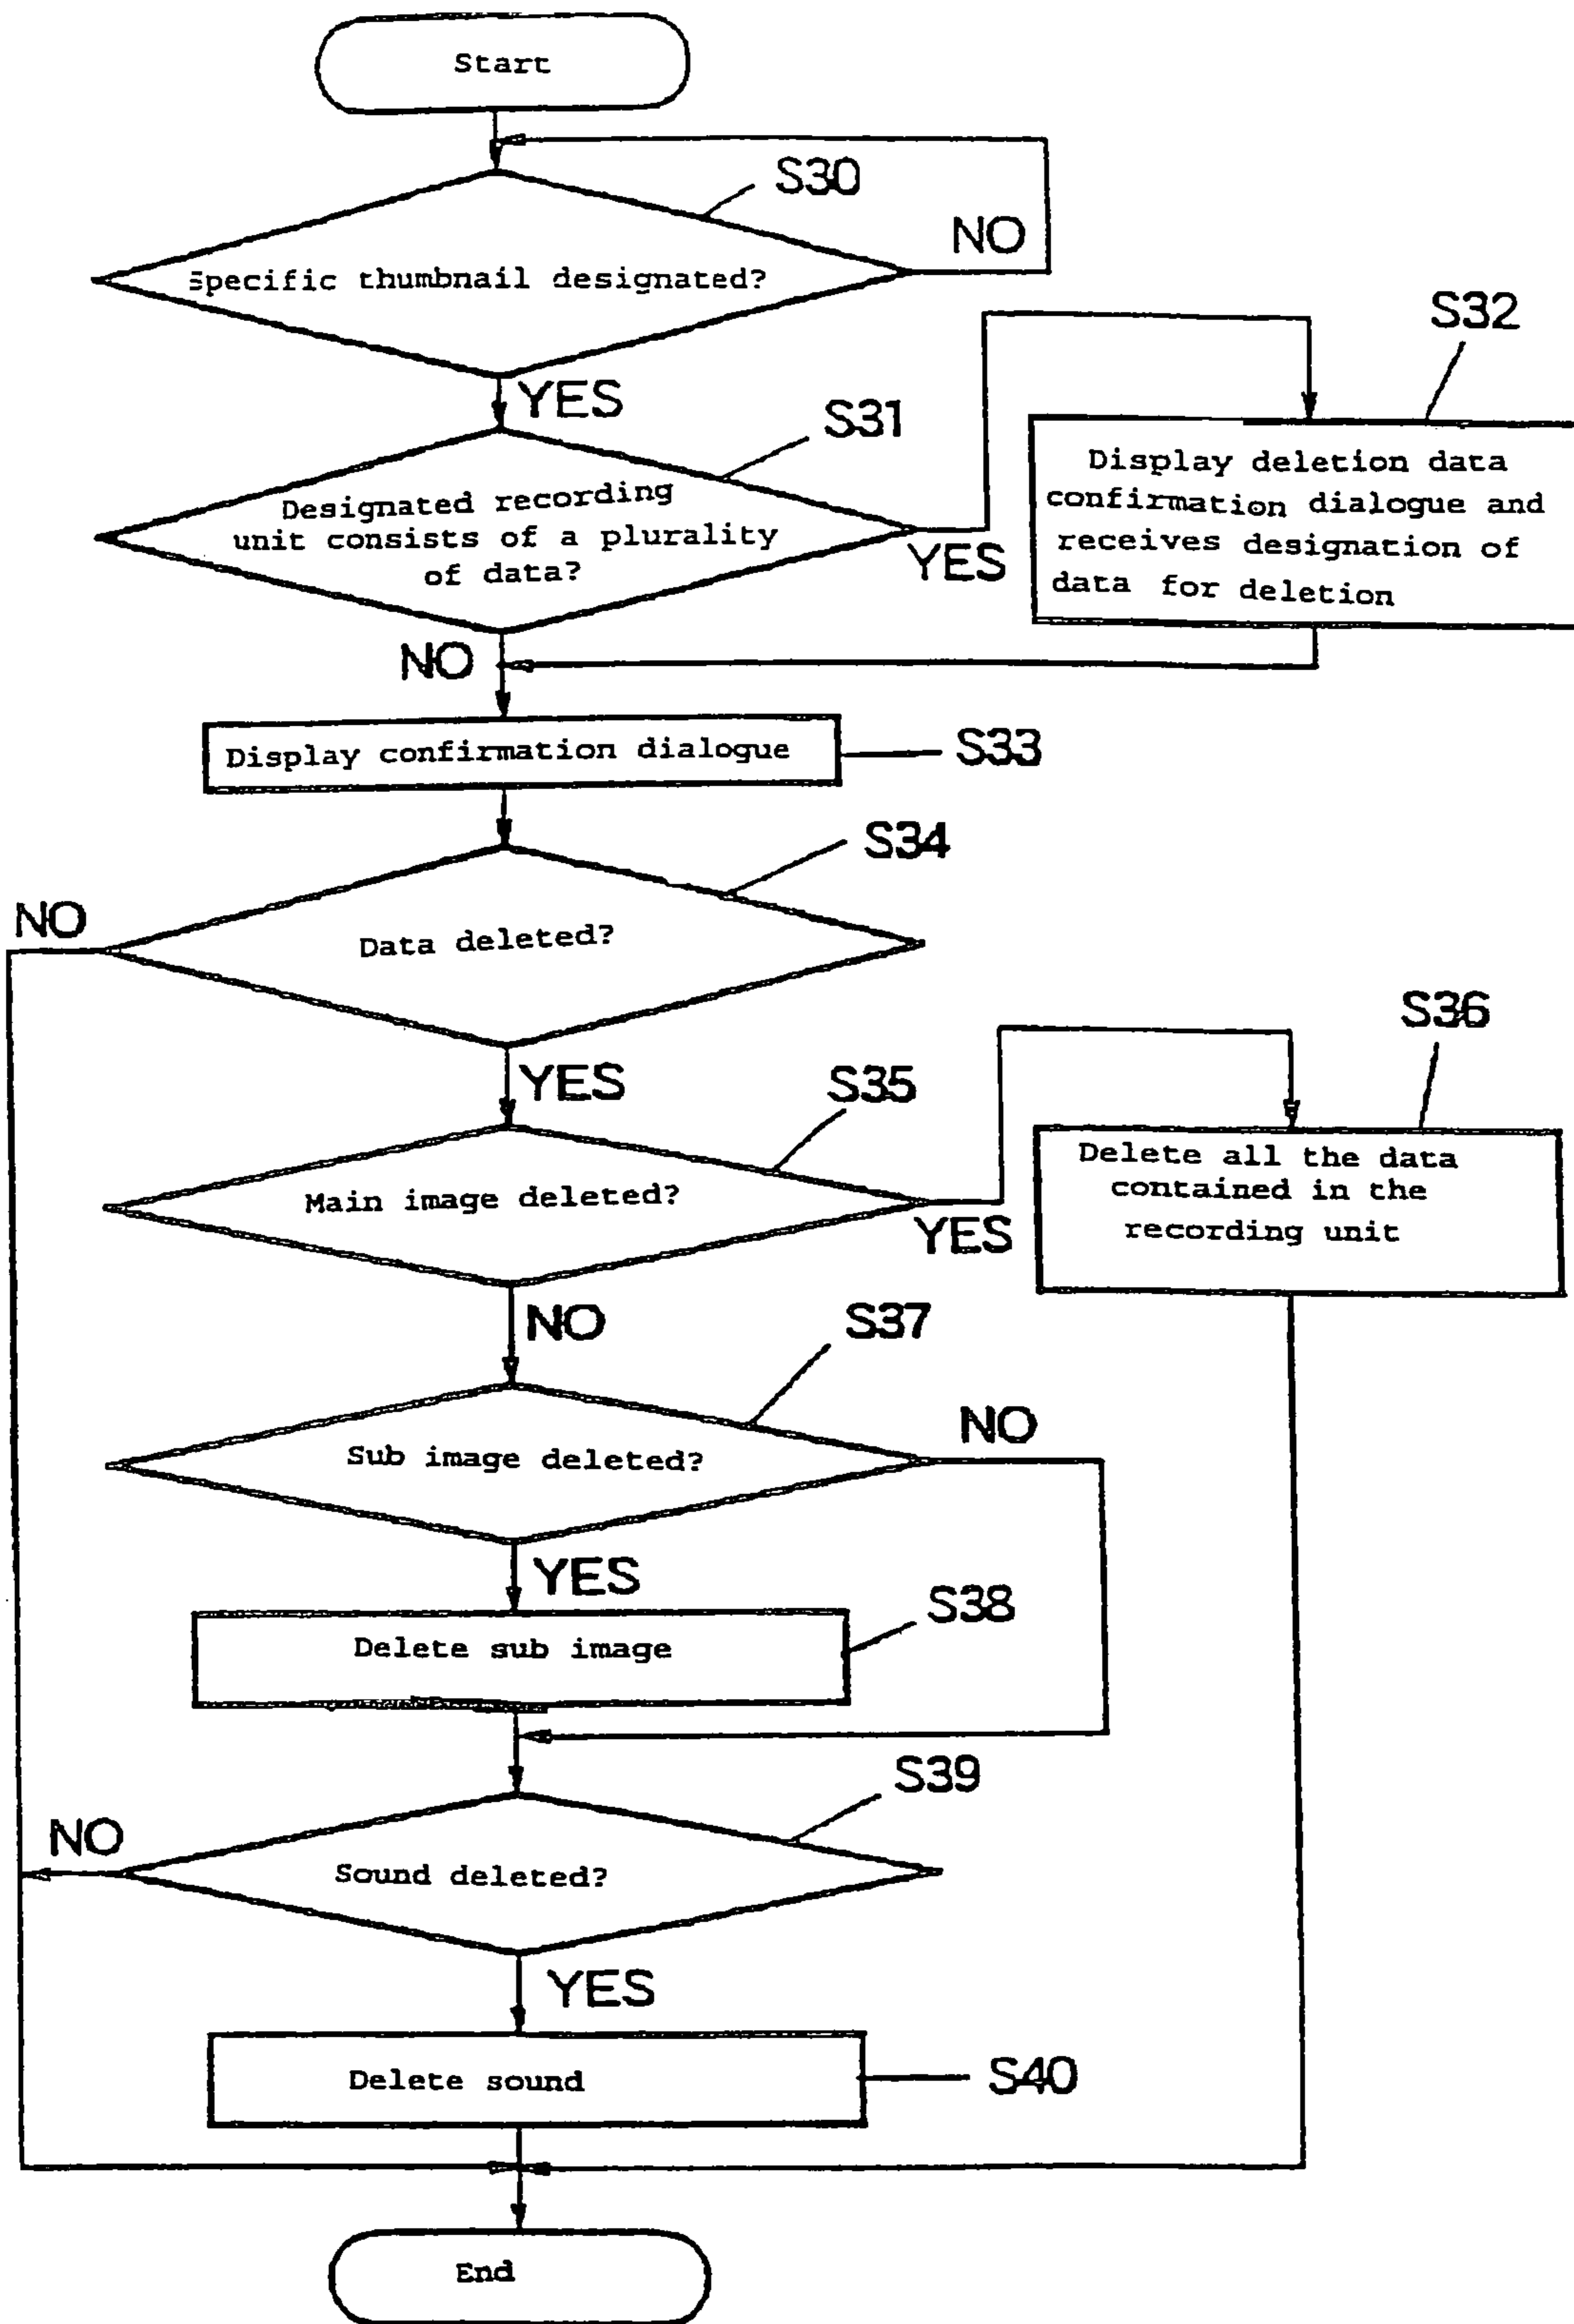 Start
S30
NO
Specific thumbnail designated?
S32
YES
S31
Display deletion data
confirmation dialogue and
receives designation of
data for deletion
Designated recording
unit consists of a plurality
of data?
YES
NO
Display confirmation dialogue
S33
S34
NO
Data deleted?
S36
YES
S35
Delete all the data
contained in the
recording unit
Main image deleted?
YES
NO
S37
NO
Sub image deleted?
YES
S38
Delete sub image
S39
NO
Sound deleted?
YES
Delete sound
S40
End